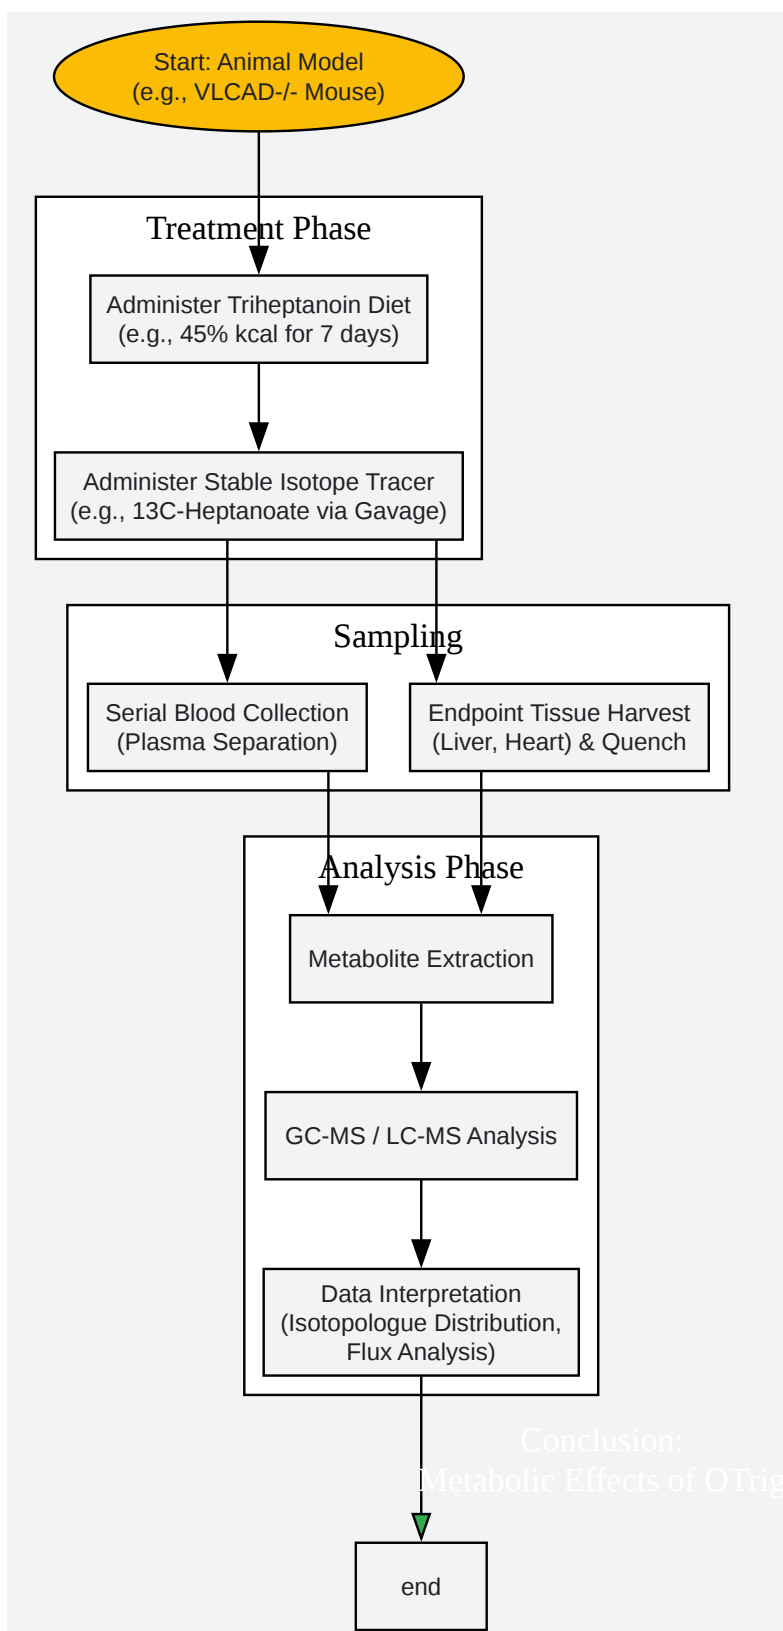 Start: Animal Model
(e.g., VLCAD-/- Mouse)
Treatment Phase
Administer Triheptanoin Diet
(e.g., 45% kcal for 7 days)
Administer Stable Isotope Tracer
(e.g., 13C-Heptanoate via Gavage)
Sampling
Serial Blood Collection
(Plasma Separation)
Endpoint Tissue Harvest
(Liver, Heart) & Quench
Analysis Phase
Metabolite Extraction
GC-MS / LC-MS Analysis
Data Interpretation
(Isotopologue Distribution,
Flux Analysis)
Conclusion:
Metabolic Effects of OTrig
end